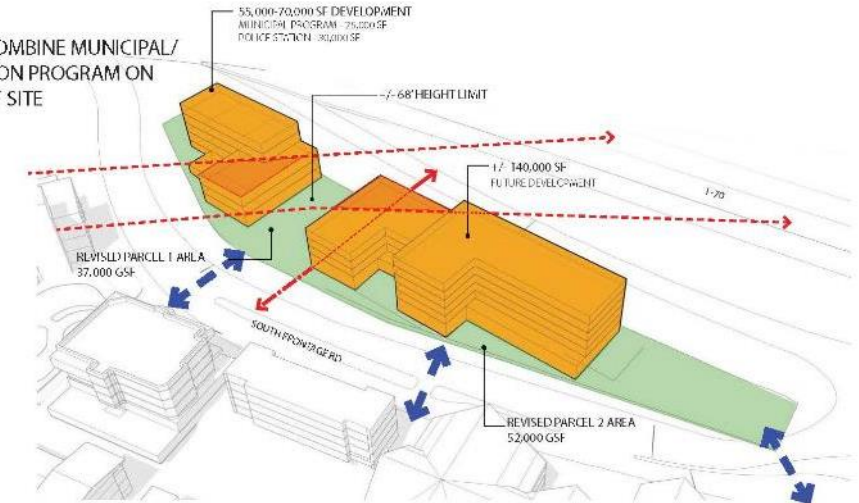 55,000-70,000 SF DEVELOPMENT
MUNICIPAL PROGRAM - 25,000 SF
POLICE STATION - 30,000 SF
OMBINE MUNICIPAL/
ON PROGRAM ON
SITE
+/- 68' HEIGHT LIMIT
+/- 140,000 SF
FUTURE DEVELOPMENT
I-70
REVISED PARCEL 1 AREA
37,000 GSF
SOUTH FRONTAGE RD
REVISED PARCEL 2 AREA
52,000 GSF